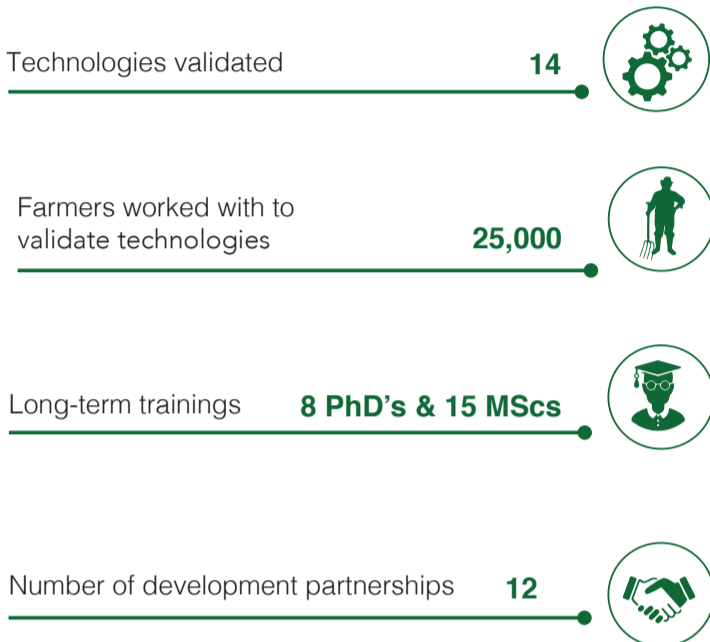 Technologies validated 14
Farmers worked with to
validate technologies 25,000
Long-term trainings 8 PhD’s & 15 MScs
Number of development partnerships 12